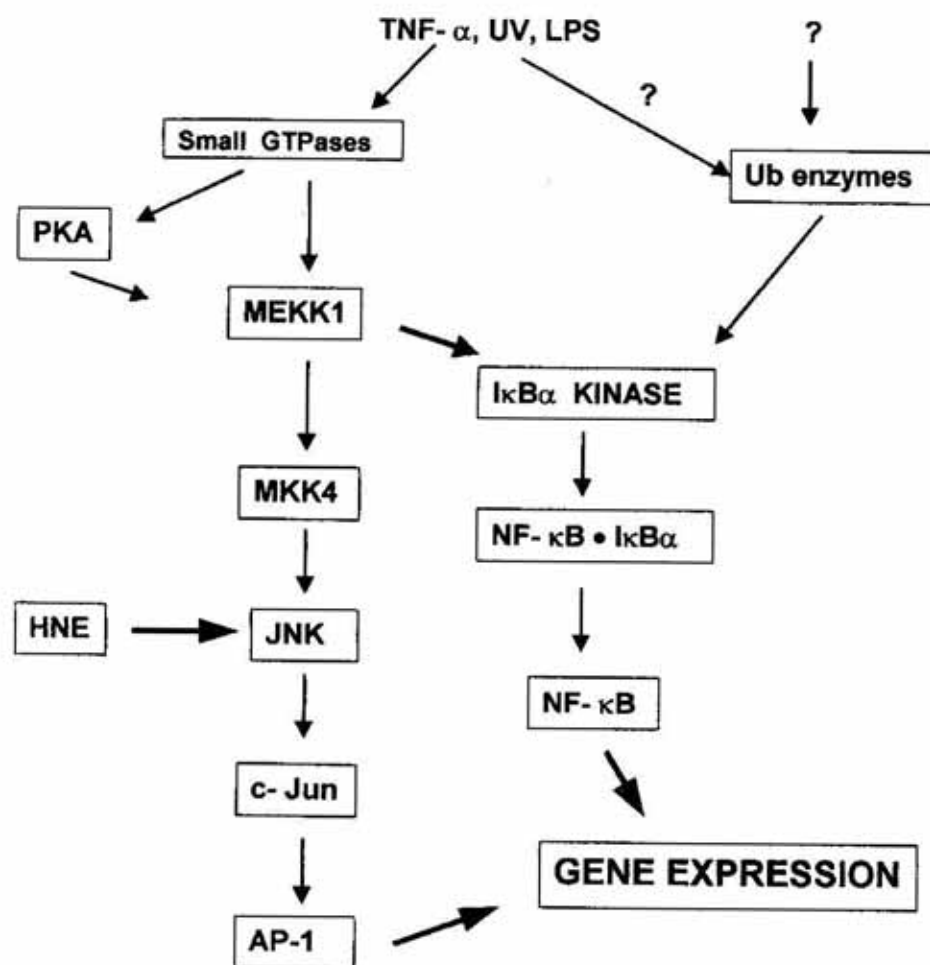 TNF- α, UV, LPS
?
?
Small GTPases
Ub enzymes
PKA
MEKK1
IκBα KINASE
MKK4
NF- κB • IκBα
HNE
JNK
NF- κB
c- Jun
GENE EXPRESSION
AP-1